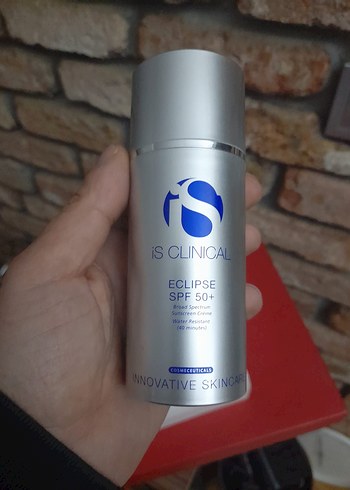 iS
iS CLINICAL
ECLIPSE
SPF 50+
Broad Spectrum
Sunscreen Creme
Water Resistant
(40 minutes)
COSMECEUTICALS
INNOVATIVE SKINCARE